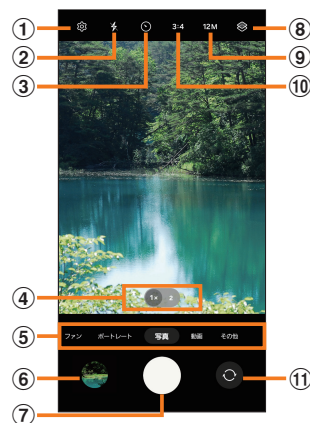 ① ⑧
3:4 12M
② ⑨
③ ⑩
④ 1× 2
⑤ ファン ポートレート 写真 動画 その他
⑥ ⑪
⑦